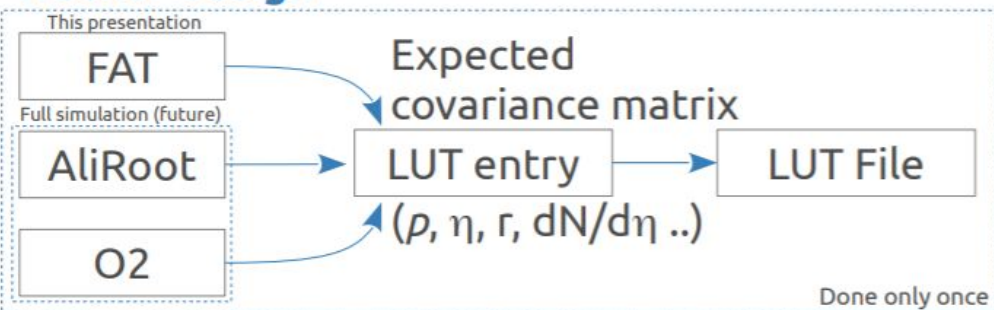 This presentation
FAT
Full simulation (future)
AliRoot
O2
Expected
covariance matrix
LUT entry
(p, η, r, dN/dη ..)
LUT File
Done only once